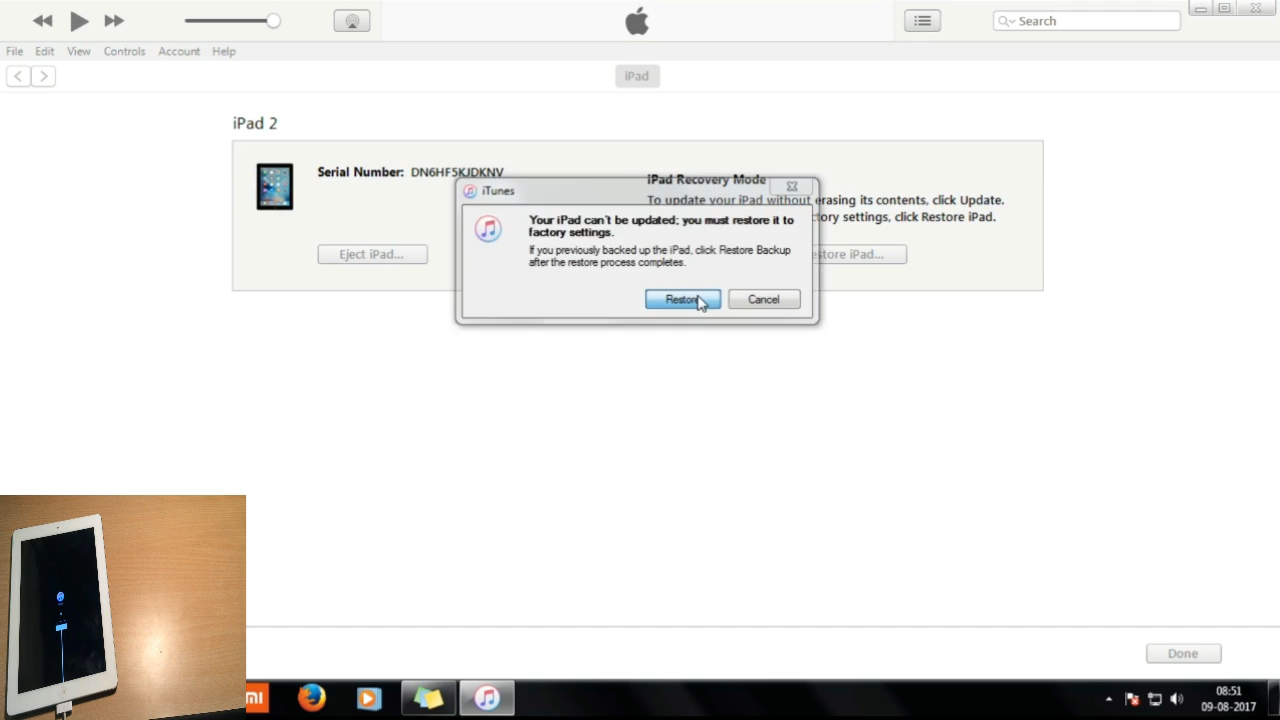 Search
File Edit View Controls Account Help
iPad
iPad 2
Serial Number: DN6HF5KJDKNV
iPad Recovery Mode
To update your iPad without erasing its contents, click Update.
ctory settings, click Restore iPad.
Eject iPad...
store iPad...
iTunes
Your iPad can't be updated; you must restore it to
factory settings.
If you previously backed up the iPad, click Restore Backup
after the restore process completes.
Restore
Cancel
Done
mi
08:51
09-08-2017